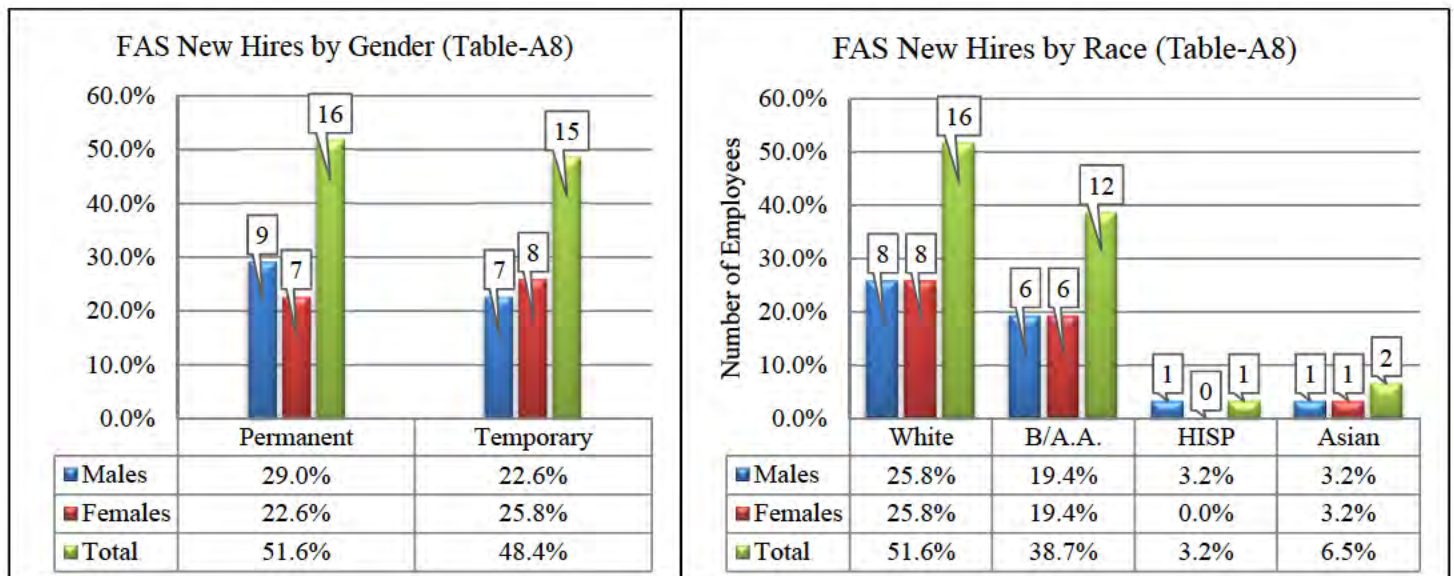 FAS New Hires by Gender (Table-A8)
60.0%
50.0%
40.0%
30.0%
20.0%
10.0%
0.0%
9
7
16
7
8
15
Permanent Temporary
Males 29.0% 22.6%
Females 22.6% 25.8%
Total 51.6% 48.4%
FAS New Hires by Race (Table-A8)
Number of Employees
60.0%
50.0%
40.0%
30.0%
20.0%
10.0%
0.0%
8
8
16
6
6
12
1
0
1
1
1
2
White B/A.A. HISP Asian
Males 25.8% 19.4% 3.2% 3.2%
Females 25.8% 19.4% 0.0% 3.2%
Total 51.6% 38.7% 3.2% 6.5%